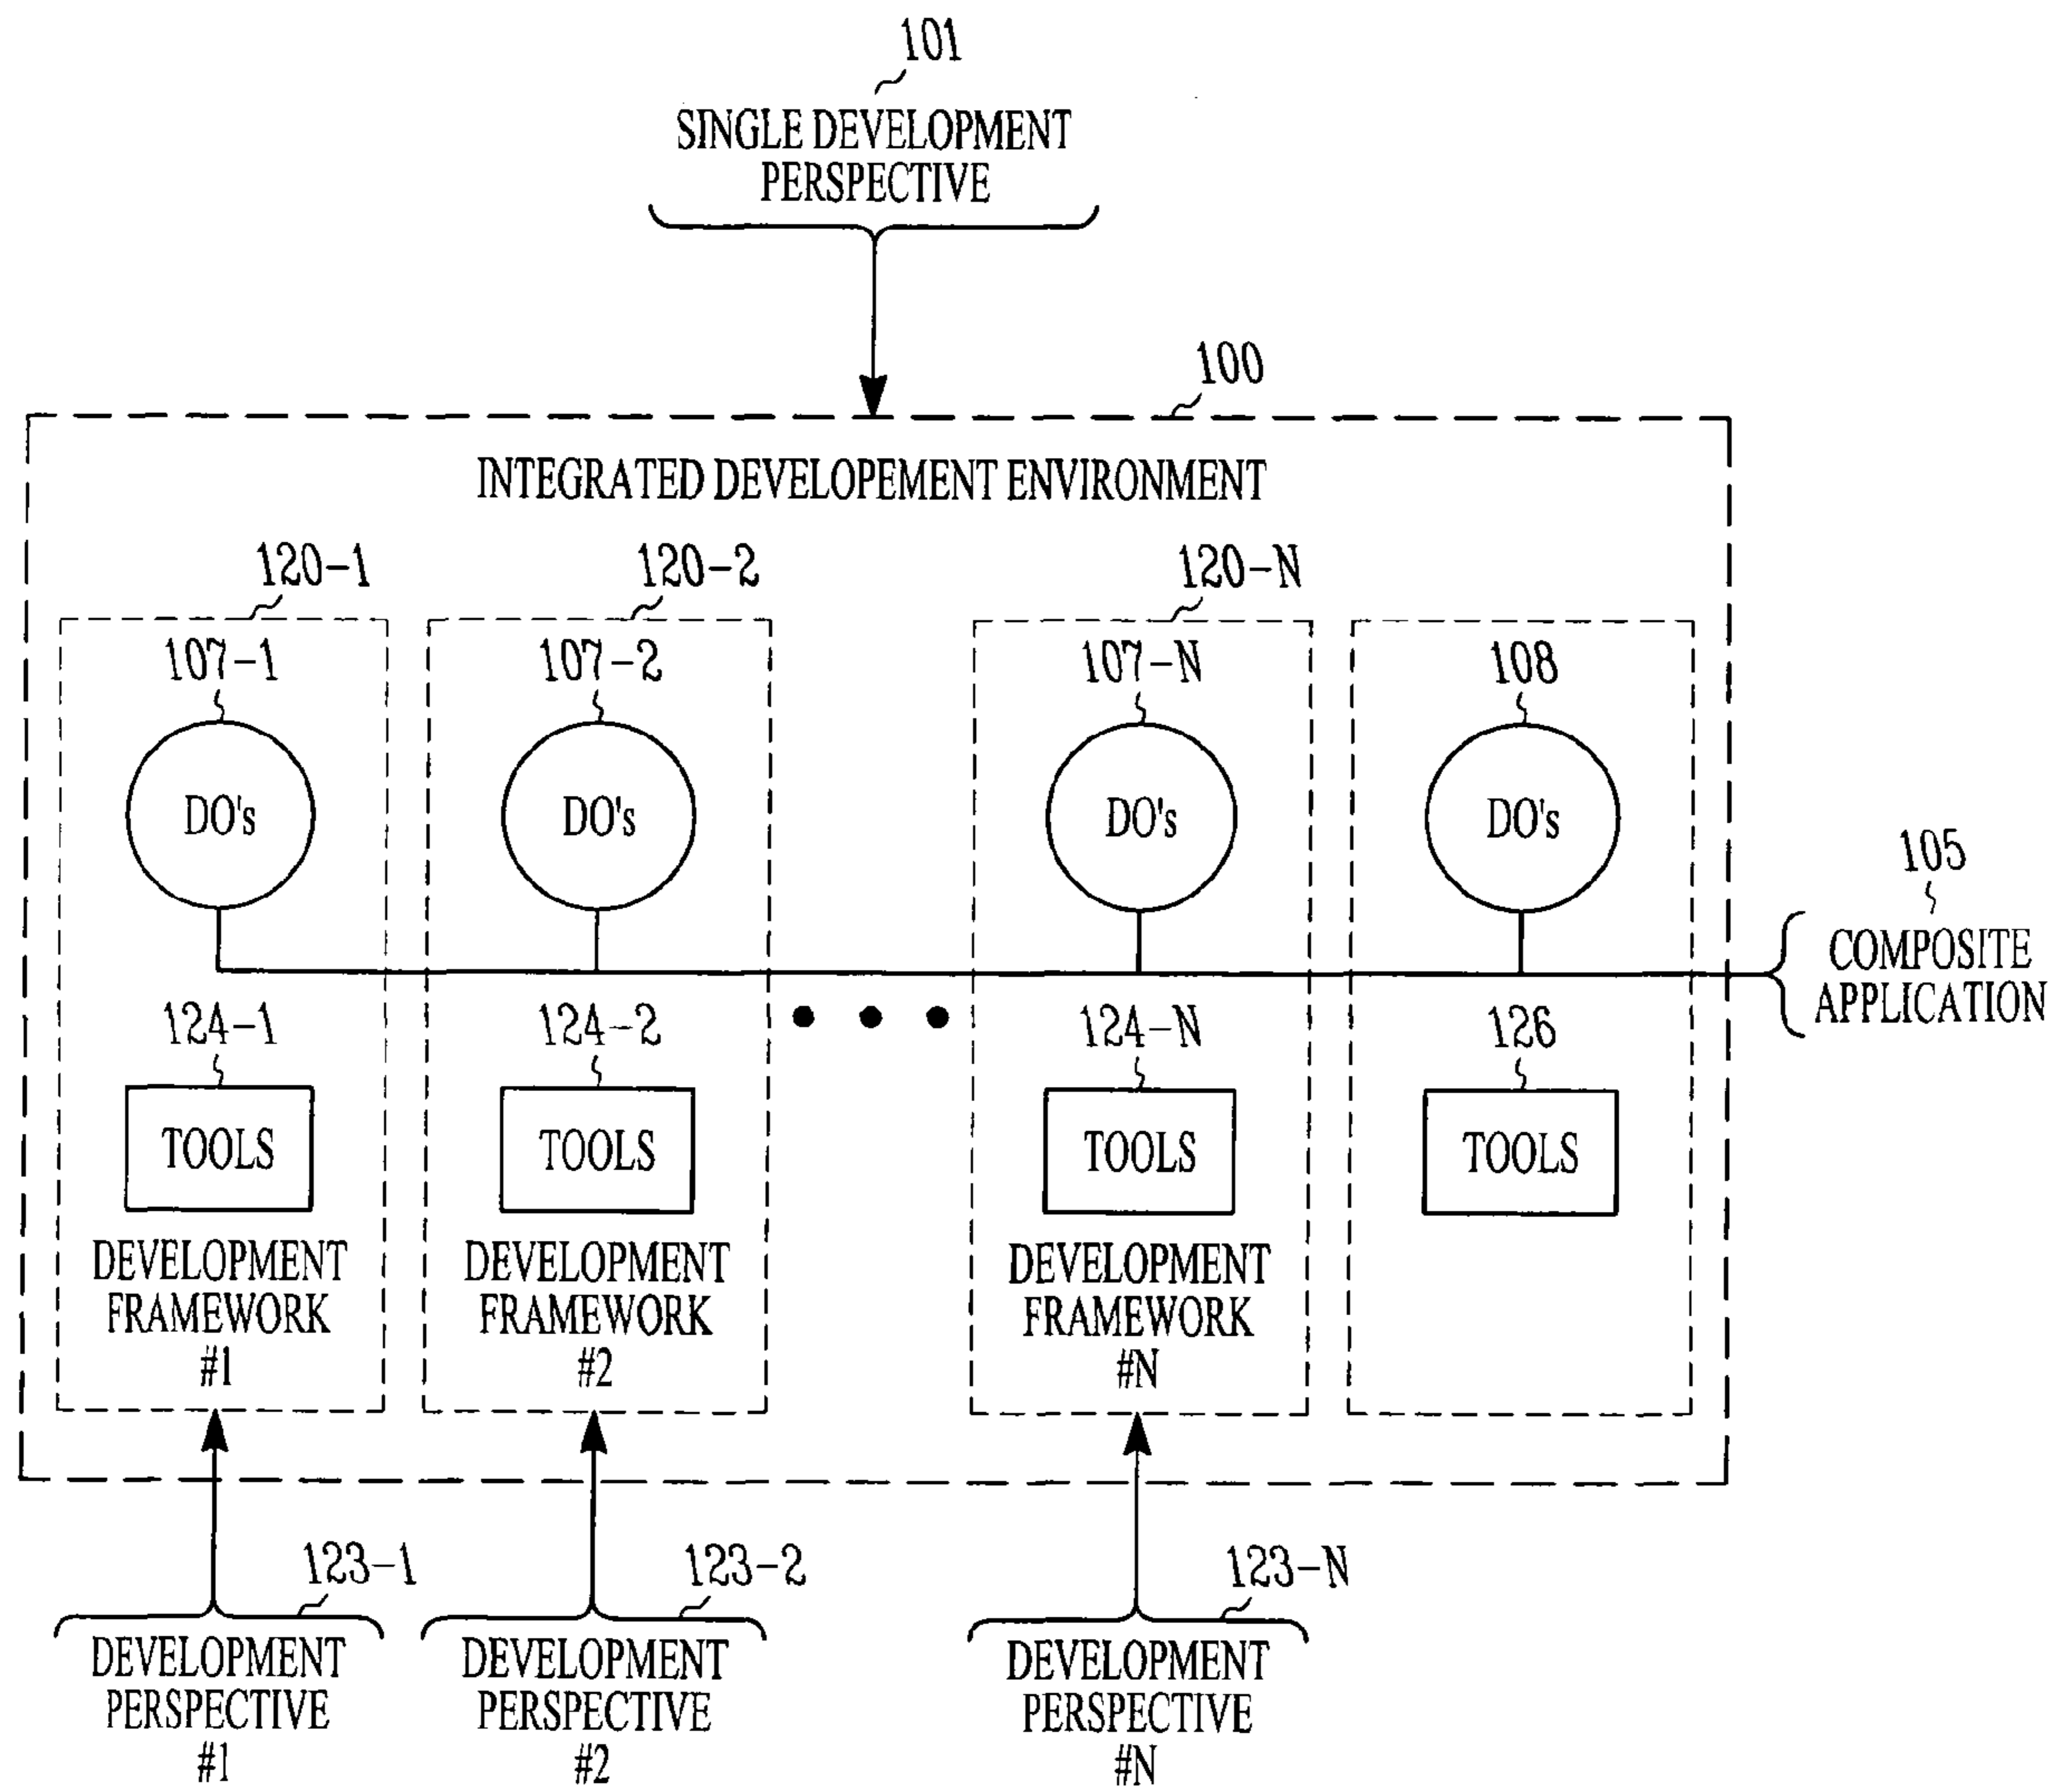 101
SINGLE DEVELOPMENT
PERSPECTIVE
100
INTEGRATED DEVELOPEMENT ENVIRONMENT
120-1
120-2
120-N
107-1
107-2
107-N
108
DO's
DO's
DO's
DO's
105
COMPOSITE
APPLICATION
124-1
124-2
124-N
126
TOOLS
TOOLS
TOOLS
TOOLS
DEVELOPMENT
FRAMEWORK
#1
DEVELOPMENT
FRAMEWORK
#2
DEVELOPMENT
FRAMEWORK
#N
123-1
123-2
123-N
DEVELOPMENT
PERSPECTIVE
#1
DEVELOPMENT
PERSPECTIVE
#2
DEVELOPMENT
PERSPECTIVE
#N